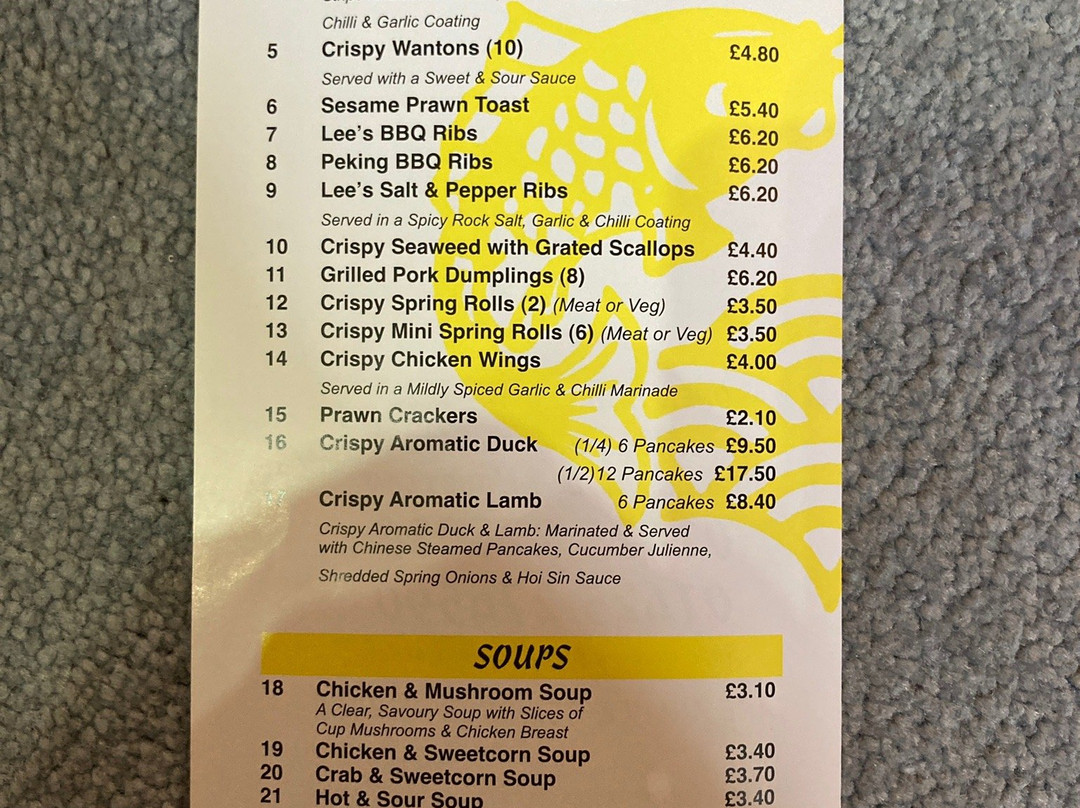 Chilli & Garlic Coating
5 Crispy Wantons (10) £4.80
Served with a Sweet & Sour Sauce
6 Sesame Prawn Toast £5.40
7 Lee's BBQ Ribs £6.20
8 Peking BBQ Ribs £6.20
9 Lee's Salt & Pepper Ribs £6.20
Served in a Spicy Rock Salt, Garlic & Chilli Coating
10 Crispy Seaweed with Grated Scallops £4.40
11 Grilled Pork Dumplings (8) £6.20
12 Crispy Spring Rolls (2) (Meat or Veg) £3.50
13 Crispy Mini Spring Rolls (6) (Meat or Veg) £3.50
14 Crispy Chicken Wings £4.00
Served in a Mildly Spiced Garlic & Chilli Marinade
15 Prawn Crackers £2.10
16 Crispy Aromatic Duck (1/4) 6 Pancakes £9.50
(1/2)12 Pancakes £17.50
17 Crispy Aromatic Lamb 6 Pancakes £8.40
Crispy Aromatic Duck & Lamb: Marinated & Served
with Chinese Steamed Pancakes, Cucumber Julienne,
Shredded Spring Onions & Hoi Sin Sauce
SOUPS
18 Chicken & Mushroom Soup £3.10
A Clear, Savoury Soup with Slices of
Cup Mushrooms & Chicken Breast
19 Chicken & Sweetcorn Soup £3.40
20 Crab & Sweetcorn Soup £3.70
21 Hot & Sour Soup £3.40